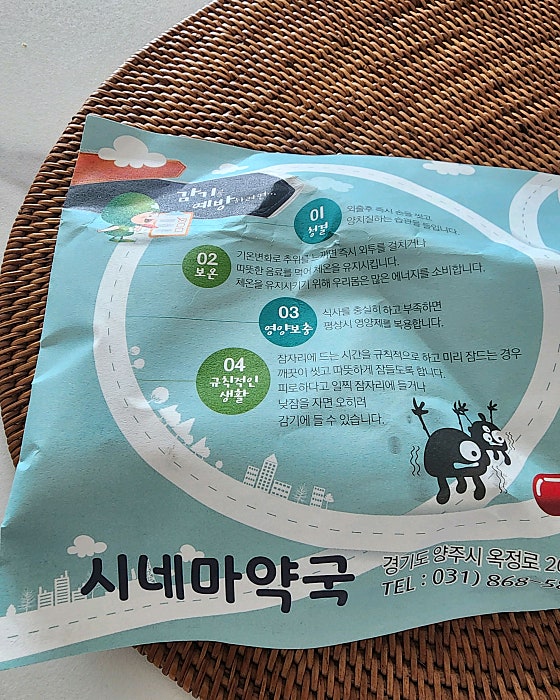 감기를
예방하려면..
01
청결
외출후 즉시 손을 씻고
양치질하는 습관을 들입니다.
02
보온
기온변화로 추위를 느끼면 즉시 외투를 걸치거나
따뜻한 음료를 먹어 체온을 유지시킵니다.
체온을 유지시키기 위해 우리몸은 많은 에너지를 소비합니다.
03
영양보충
식사를 충실히 하고 부족하면
평상시 영양제를 복용합니다.
04
규칙적인
생활
잠자리에 드는 시간을 규칙적으로 하고 미리 잠드는 경우
깨끗이 씻고 따뜻하게 잠들도록 합니다.
피로하다고 일찍 잠자리에 들거나
낮잠을 자면 오히려
감기에 들 수 있습니다.
시네마약국
경기도 양주시 옥정로 20
TEL : 031) 868-5